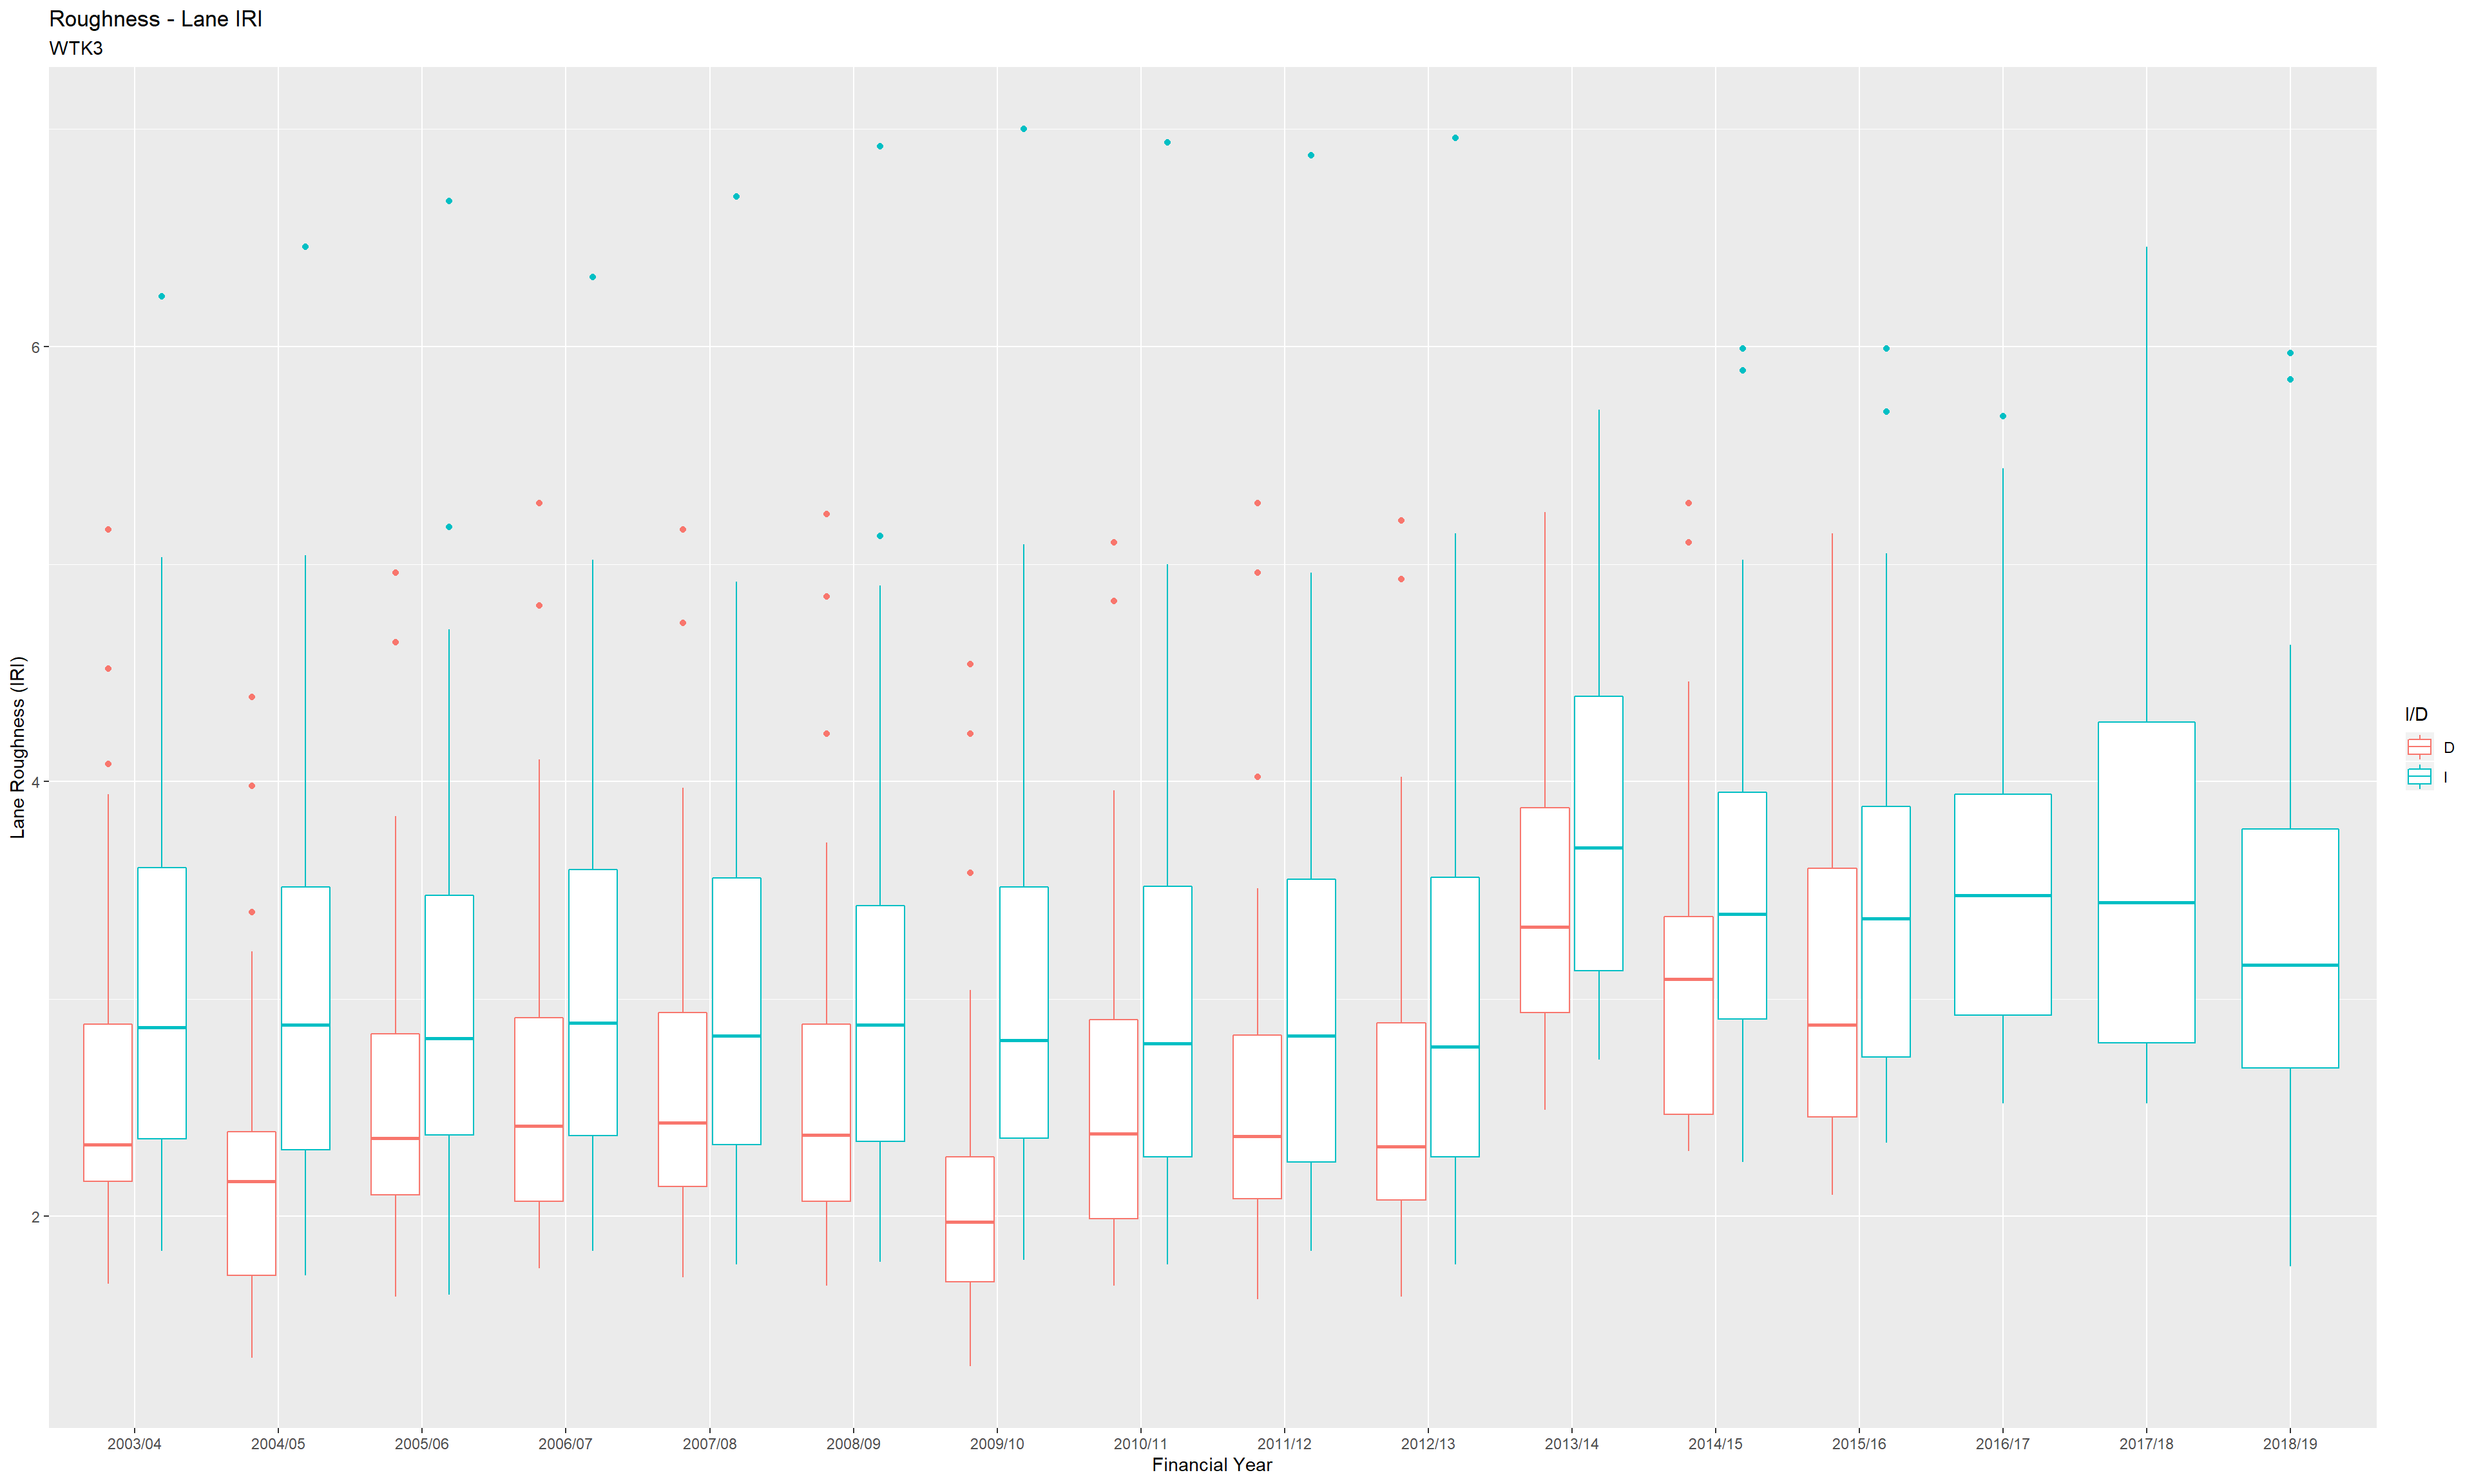 Roughness - Lane IRI
WTK3
Lane Roughness (IRI)
6
4
2
2003/04 2004/05 2005/06 2006/07 2007/08 2008/09 2009/10 2010/11 2011/12 2012/13 2013/14 2014/15 2015/16 2016/17 2017/18 2018/19
Financial Year
I/D
D
I